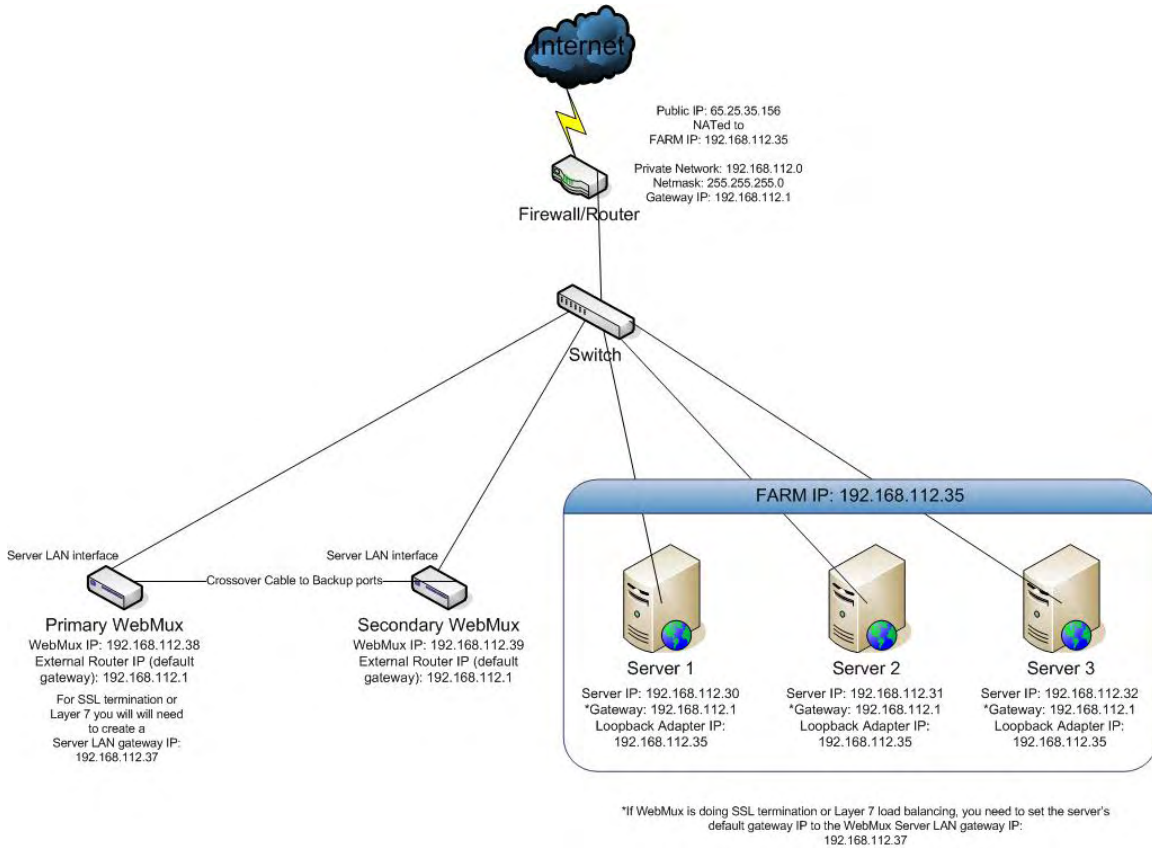 Internet
Public IP: 65.25.35.156
NATed to
FARM IP: 192.168.112.35
Private Network: 192.168.112.0
Netmask: 255.255.255.0
Gateway IP: 192.168.112.1
Firewall/Router
Switch
FARM IP: 192.168.112.35
Server LAN interface
Server LAN interface
Crossover Cable to Backup ports
Primary WebMux
WebMux IP: 192.168.112.38
External Router IP (default
gateway): 192.168.112.1
For SSL termination or
Layer 7 you will will need
to create a
Server LAN gateway IP:
192.168.112.37
Secondary WebMux
WebMux IP: 192.168.112.39
External Router IP (default
gateway): 192.168.112.1
Server 1
Server IP: 192.168.112.30
*Gateway: 192.168.112.1
Loopback Adapter IP:
192.168.112.35
Server 2
Server IP: 192.168.112.31
*Gateway: 192.168.112.1
Loopback Adapter IP:
192.168.112.35
Server 3
Server IP: 192.168.112.32
*Gateway: 192.168.112.1
Loopback Adapter IP:
192.168.112.35
*If WebMux is doing SSL termination or Layer 7 load balancing, you need to set the server's
default gateway IP to the WebMux Server LAN gateway IP:
192.168.112.37